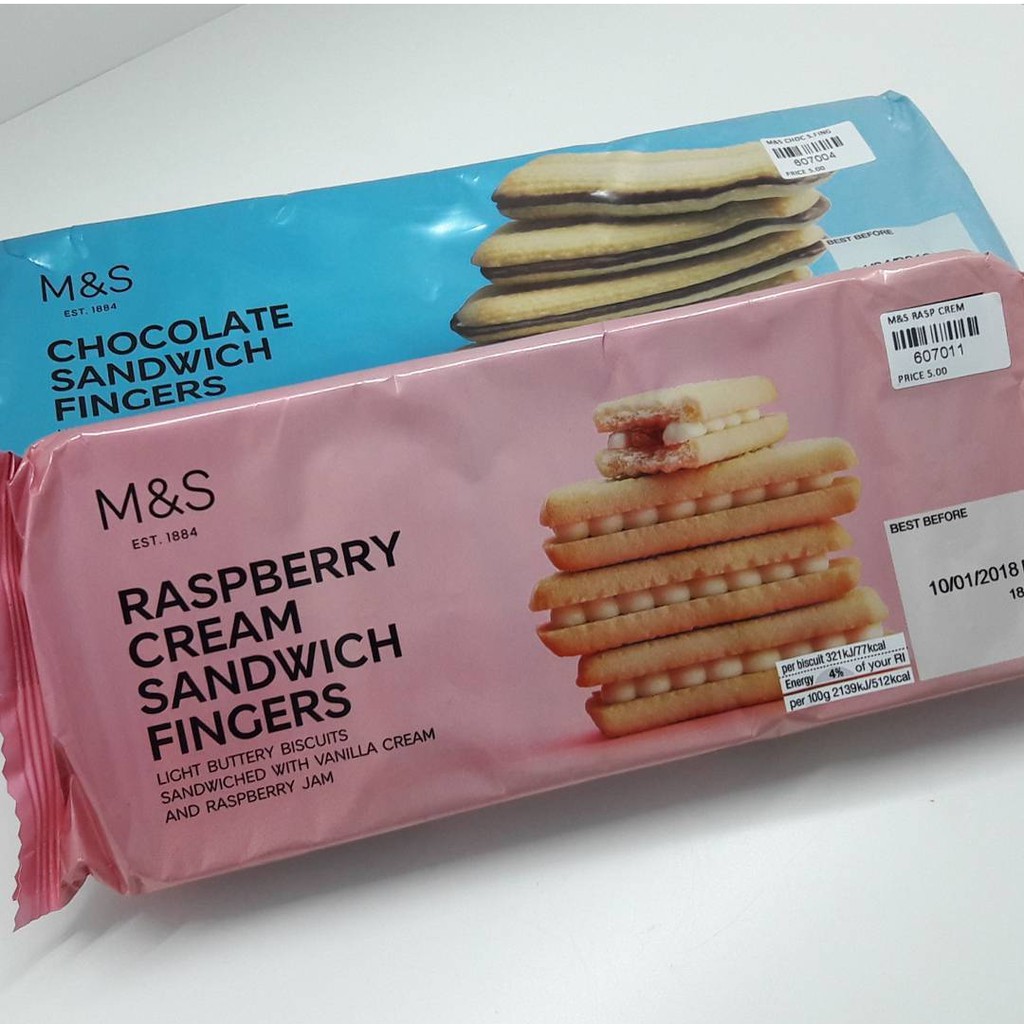 M&S CHOC S.FING
607004
PRICE 5.00
BEST BEFORE
M&S
EST. 1884
CHOCOLATE
SANDWICH
FINGERS
M&S RASP CREM
607011
PRICE 5.00
M&S
EST. 1884
RASPBERRY
CREAM
SANDWICH
FINGERS
LIGHT BUTTERY BISCUITS
SANDWICHED WITH VANILLA CREAM
AND RASPBERRY JAM
BEST BEFORE
10/01/2018
18
per biscuit 321kJ/77kcal
Energy 4% of your RI
per 100g 2139kJ/512kcal